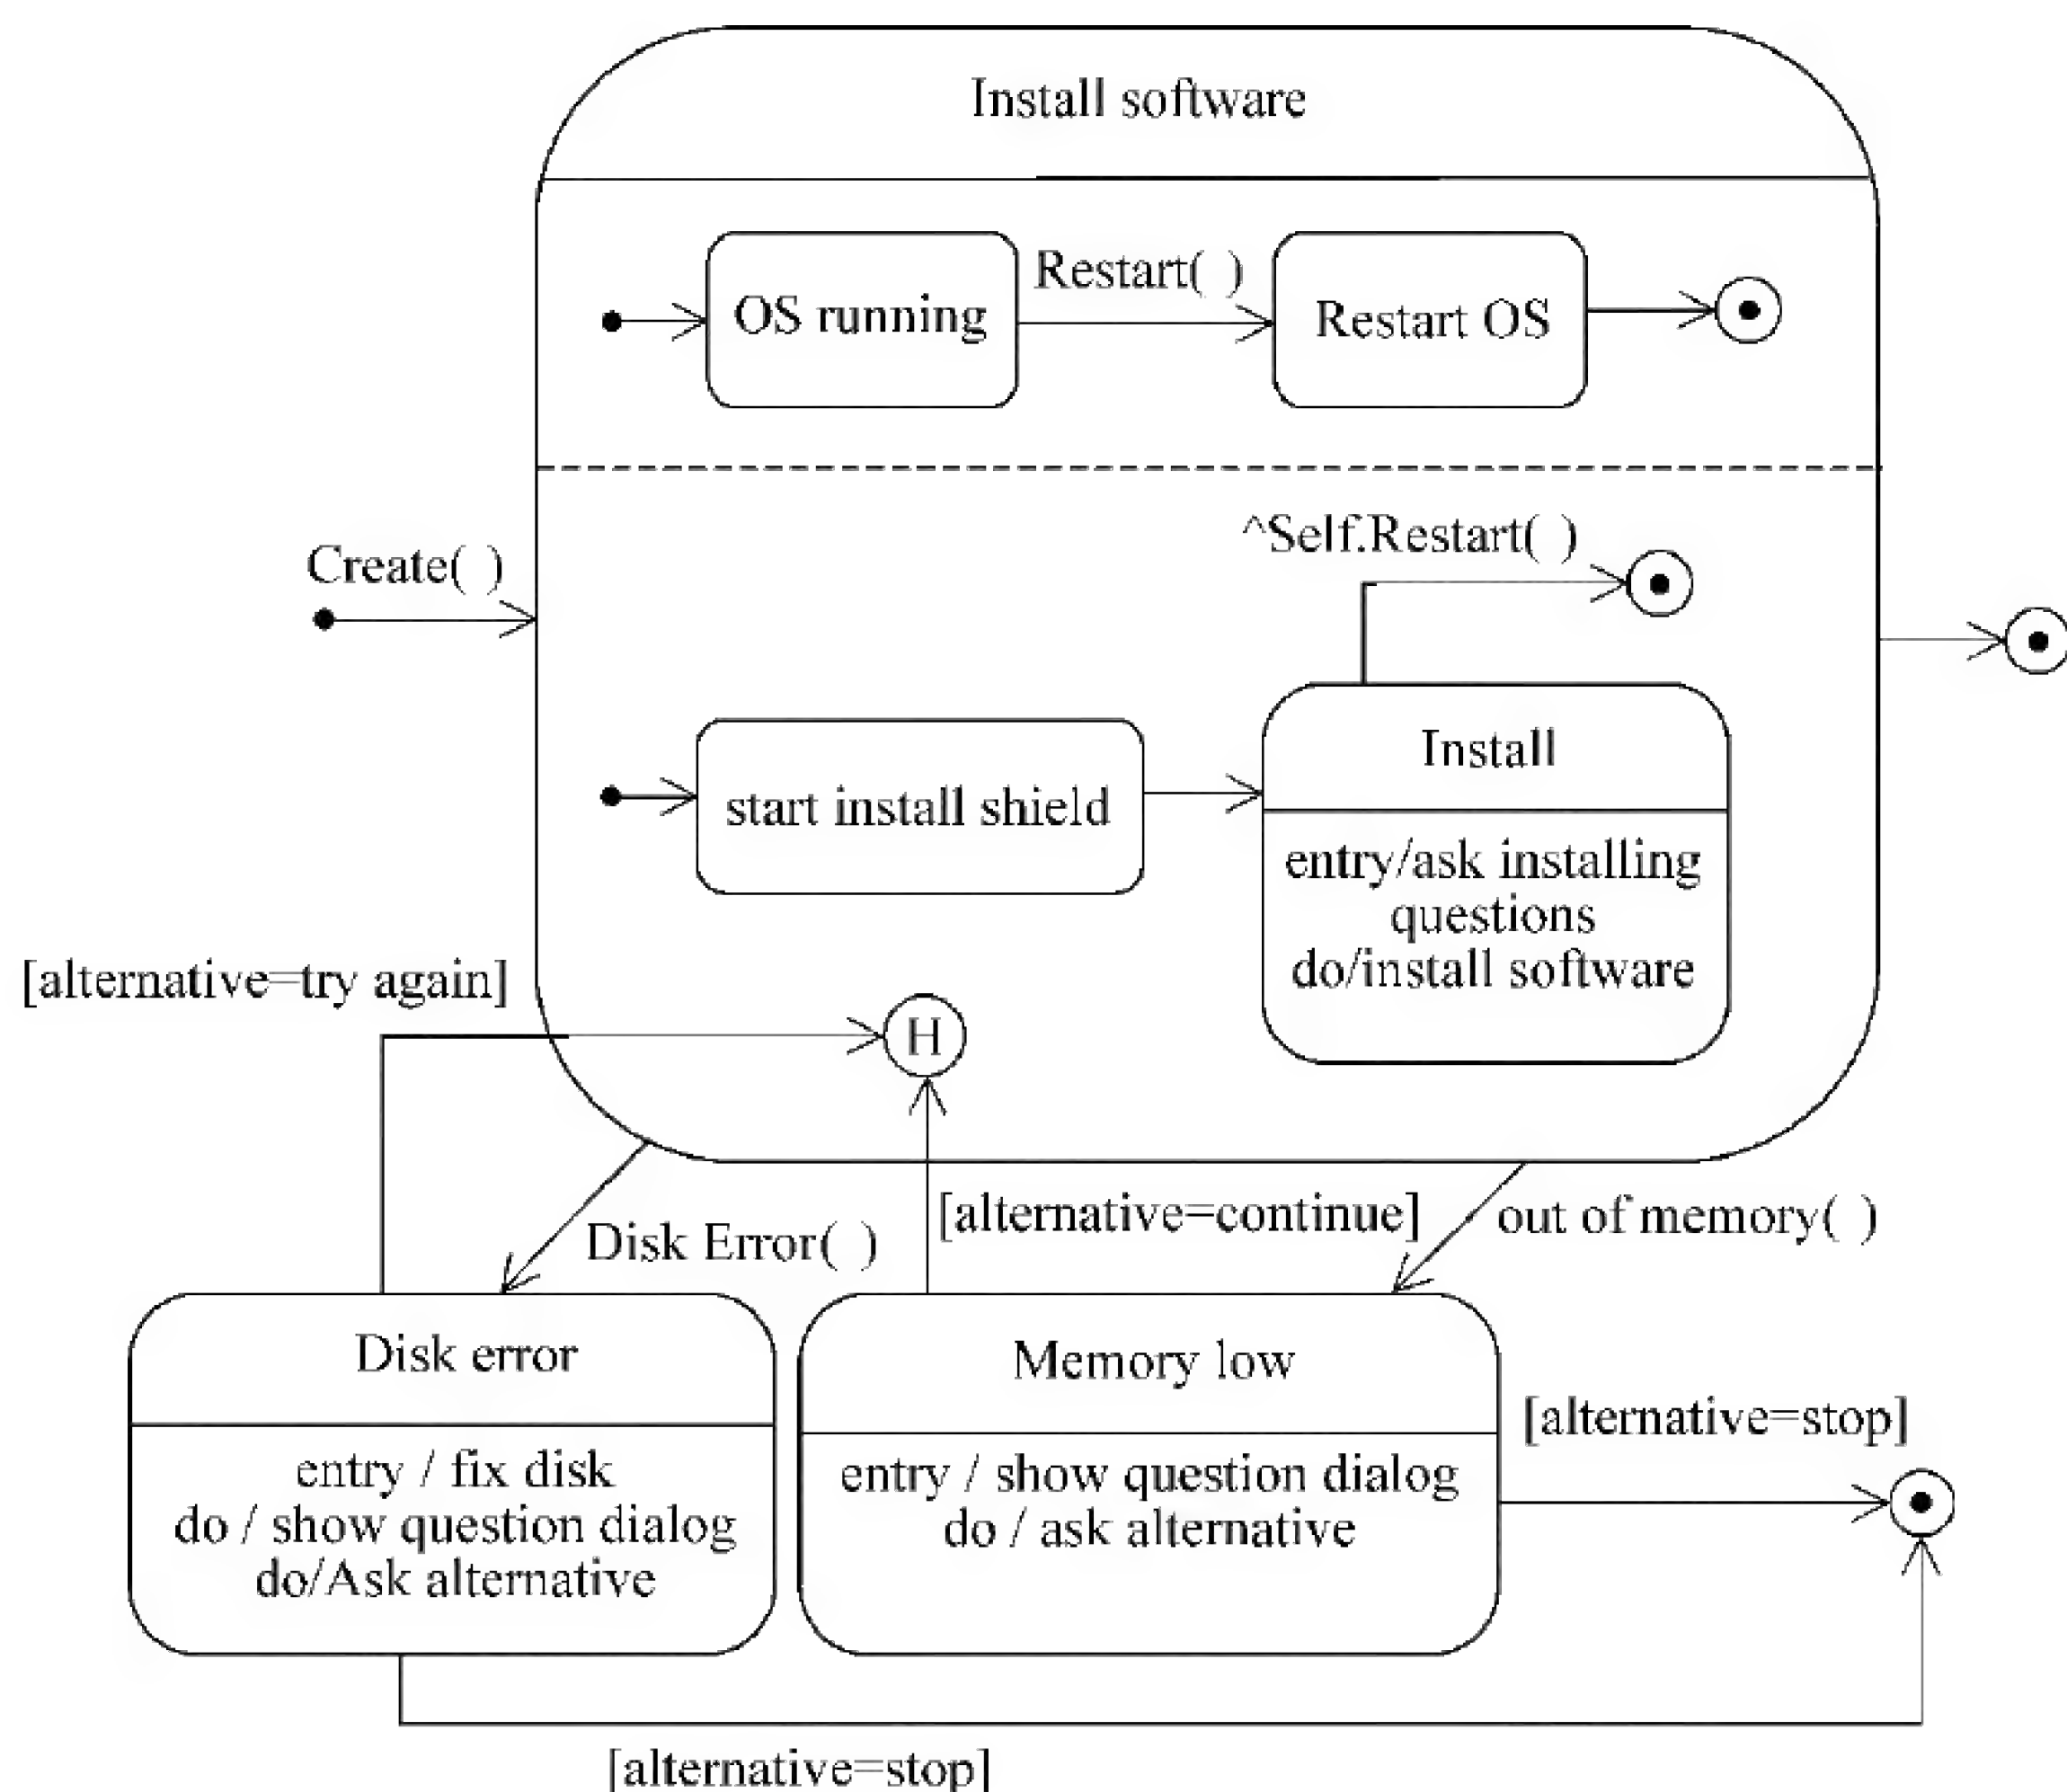 Install software
OS running
Restart( )
Restart OS
Create( )
^Self.Restart( )
start install shield
Install
entry/ask installing
questions
do/install software
[alternative=try again]
H
Disk Error( )
[alternative=continue]
out of memory( )
Disk error
entry / fix disk
do / show question dialog
do/Ask alternative
Memory low
entry / show question dialog
do / ask alternative
[alternative=stop]
[alternative=stop]